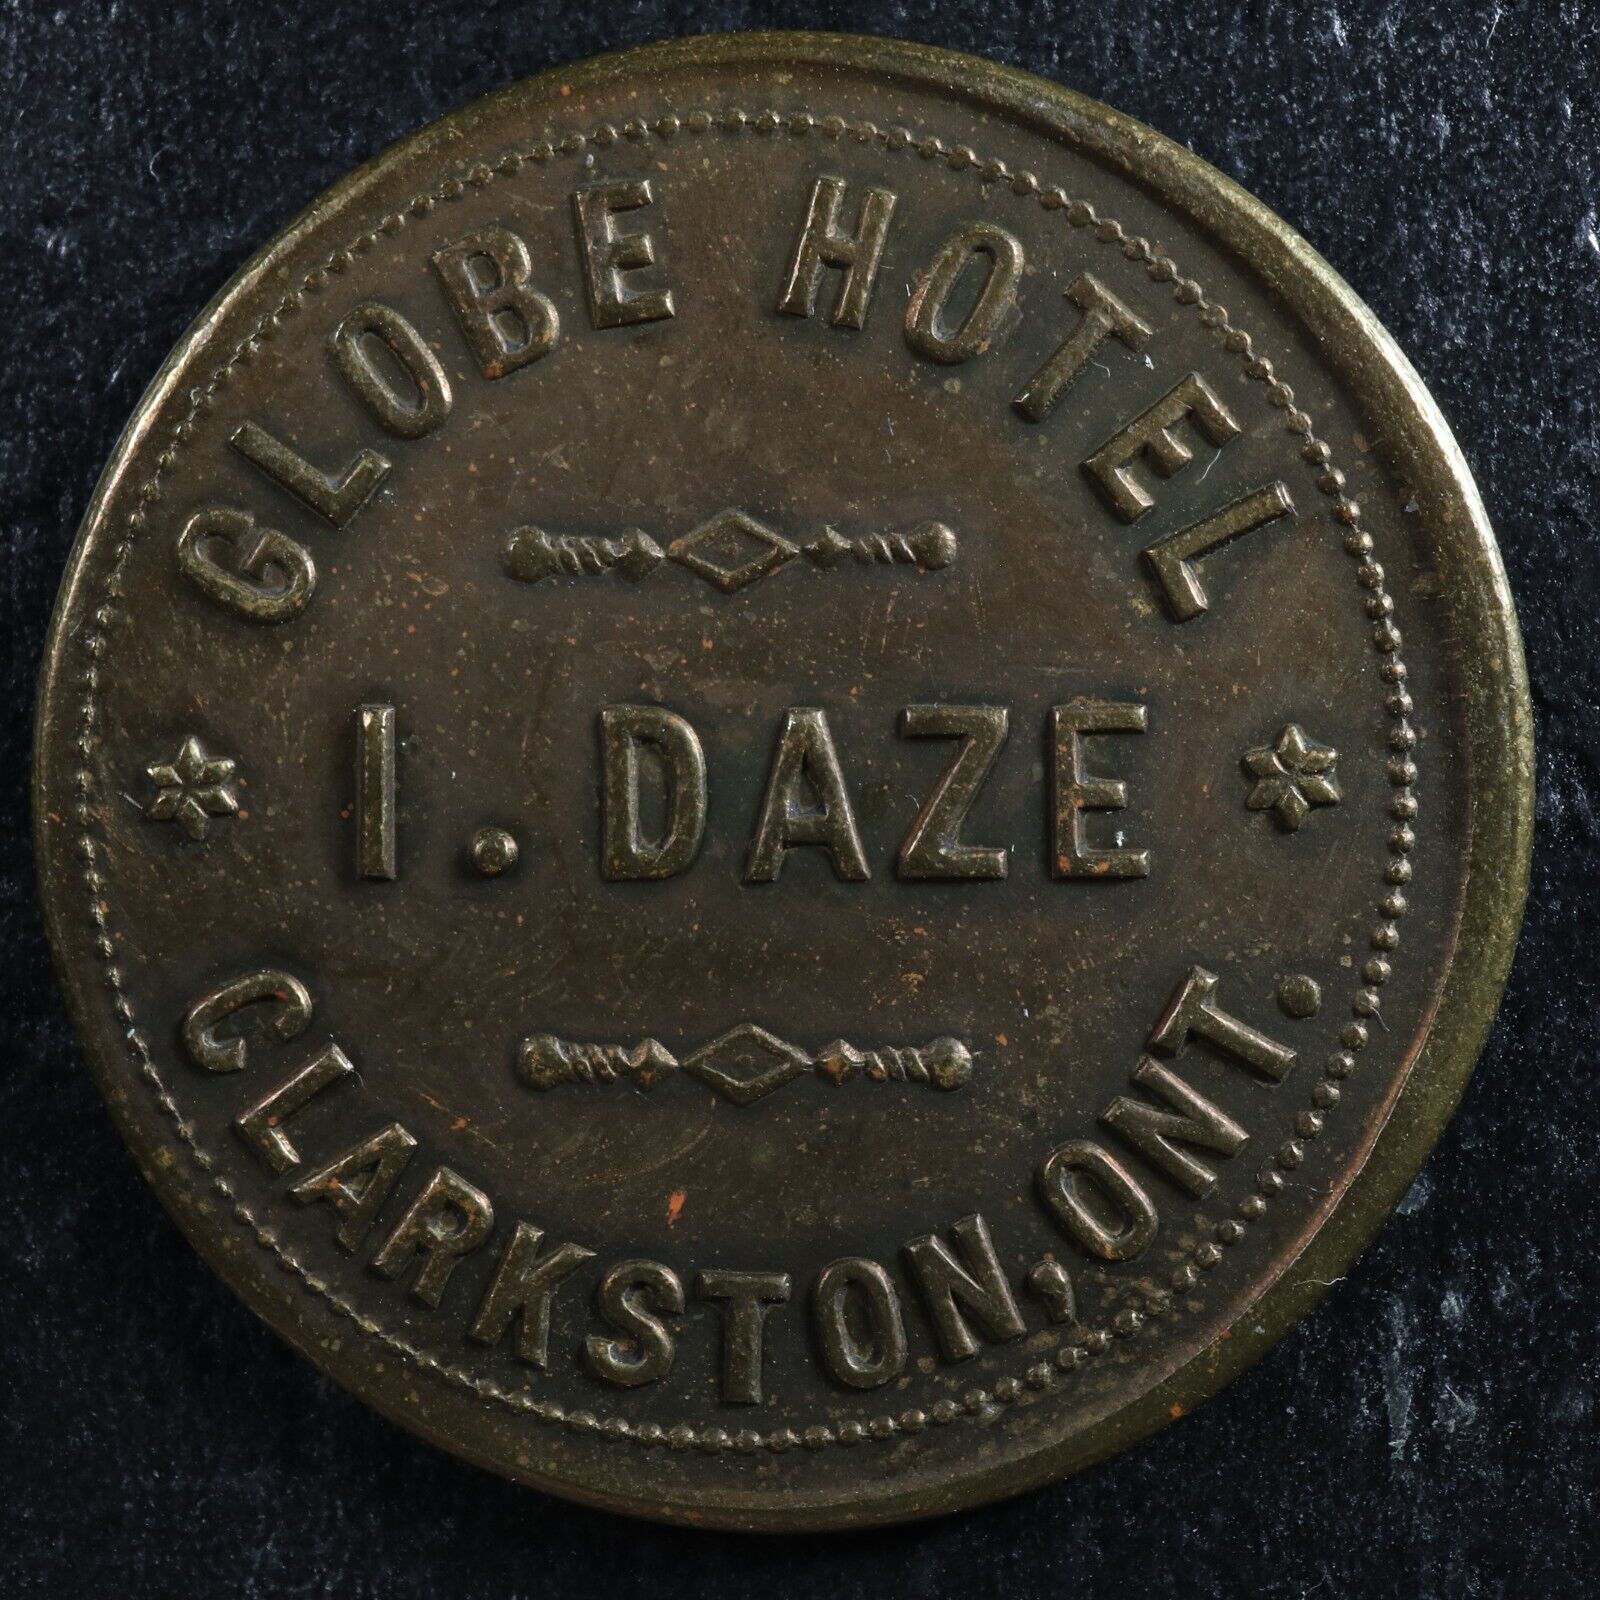 GLOBE HOTEL
I. DAZE
CLARKSTON, ONT.